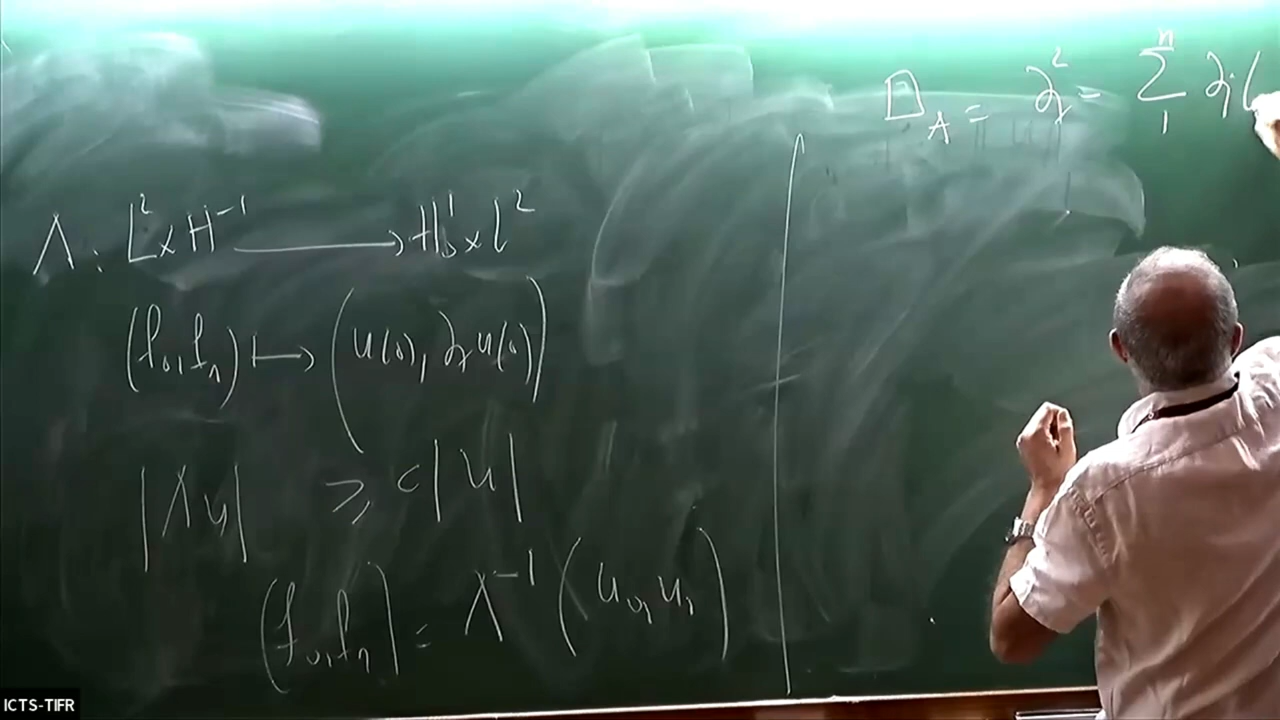 Λ : L² × H⁻¹ ⟶ H¹₀ × L²
(f₀, f₁) ⟼ (u(0), ∂ₜu(0))
|Λu| ⩾ c|u|
(f₀, f₁) = Λ⁻¹(u₀, u₁)
□_A = ∂ₜ² = Σ₁ⁿ ∂ⱼ(
ICTS-TIFR